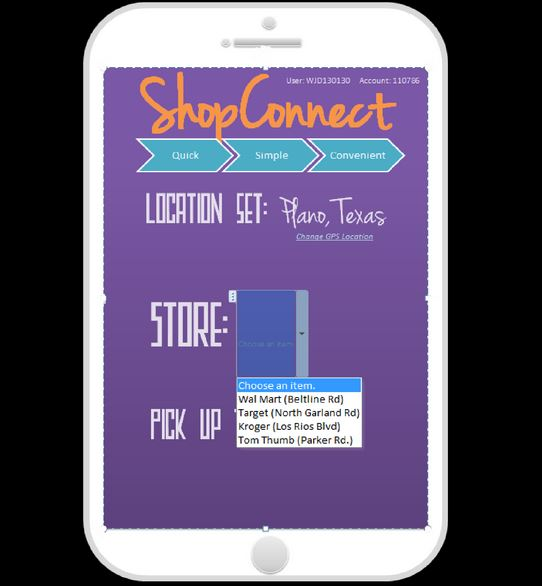 User: WJD130130 Account: 110786
ShopConnect
Quick Simple Convenient
LOCATION SET: Plano, Texas
Change GPS Location
STORE: Choose an item.
Choose an item.
Wal Mart (Beltline Rd)
Target (North Garland Rd)
Kroger (Los Rios Blvd)
Tom Thumb (Parker Rd.)
PICK UP